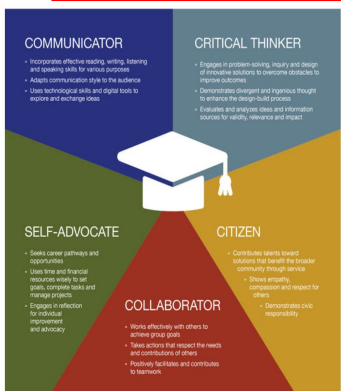 COMMUNICATOR
• Incorporates effective reading, writing, listening
and speaking skills for various purposes
• Adapts communication style to the audience
• Uses technological skills and digital tools to
explore and exchange ideas
CRITICAL THINKER
• Engages in problem-solving, inquiry and design
of innovative solutions to overcome obstacles to
improve outcomes
• Demonstrates divergent and ingenious thought
to enhance the design-build process
• Evaluates and analyzes ideas and information
sources for validity, relevance and impact
SELF-ADVOCATE
• Seeks career pathways and
opportunities
• Uses time and financial
resources wisely to set
goals, complete tasks and
manage projects
• Engages in reflection
for individual
improvement
and advocacy
CITIZEN
• Contributes talents toward
solutions that benefit the broader
community through service
• Shows empathy,
compassion and respect for
others
• Demonstrates civic
responsibility
COLLABORATOR
• Works effectively with others to
achieve group goals
• Takes actions that respect the needs
and contributions of others
• Positively facilitates and contributes
to teamwork